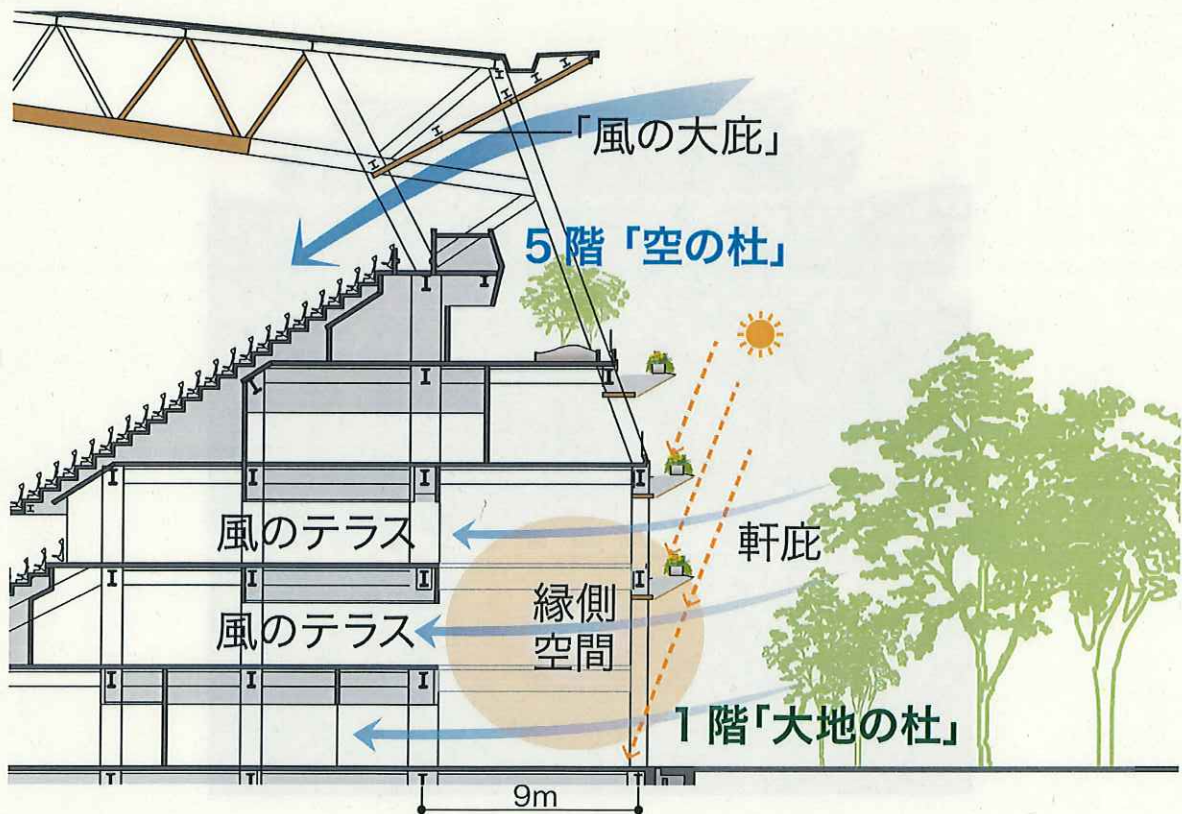 「風の大庇」
5階「空の杜」
風のテラス
軒庇
縁側
空間
風のテラス
1階「大地の杜」
9m